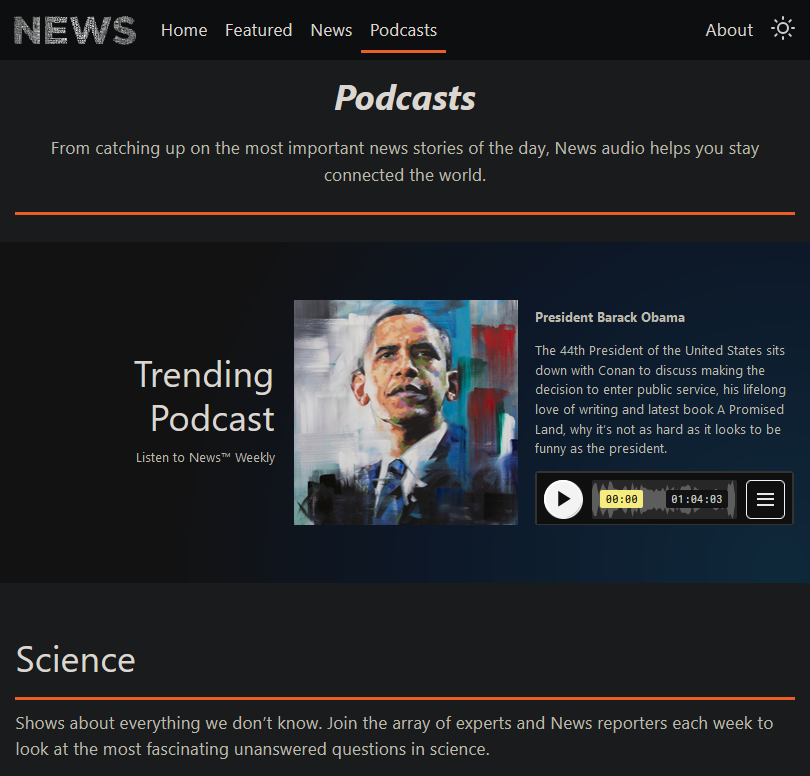 NEWS Home Featured News Podcasts About
Podcasts
From catching up on the most important news stories of the day, News audio helps you stay
connected the world.
Trending
Podcast
Listen to News™ Weekly
President Barack Obama
The 44th President of the United States sits
down with Conan to discuss making the
decision to enter public service, his lifelong
love of writing and latest book A Promised
Land, why it's not as hard as it looks to be
funny as the president.
00:00 01:04:03
Science
Shows about everything we don’t know. Join the array of experts and News reporters each week to
look at the most fascinating unanswered questions in science.